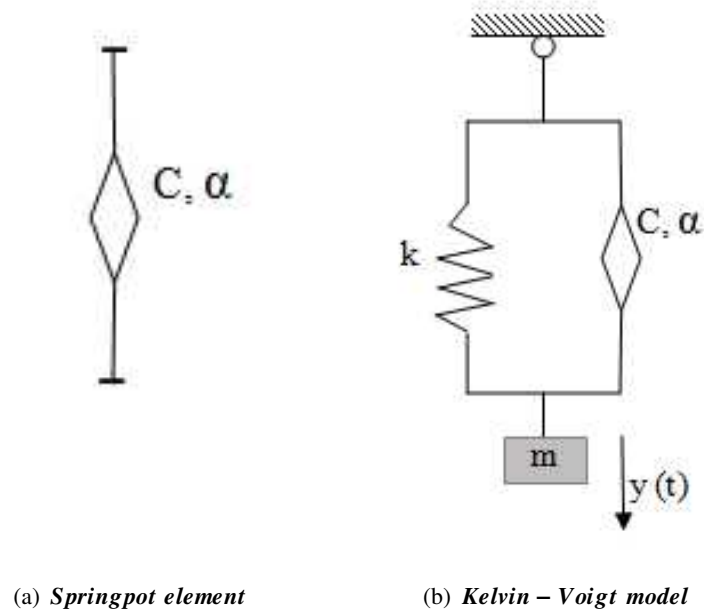 C, α
k
C, α
m
y (t)
(a) Springpot element
(b) Kelvin – Voigt model